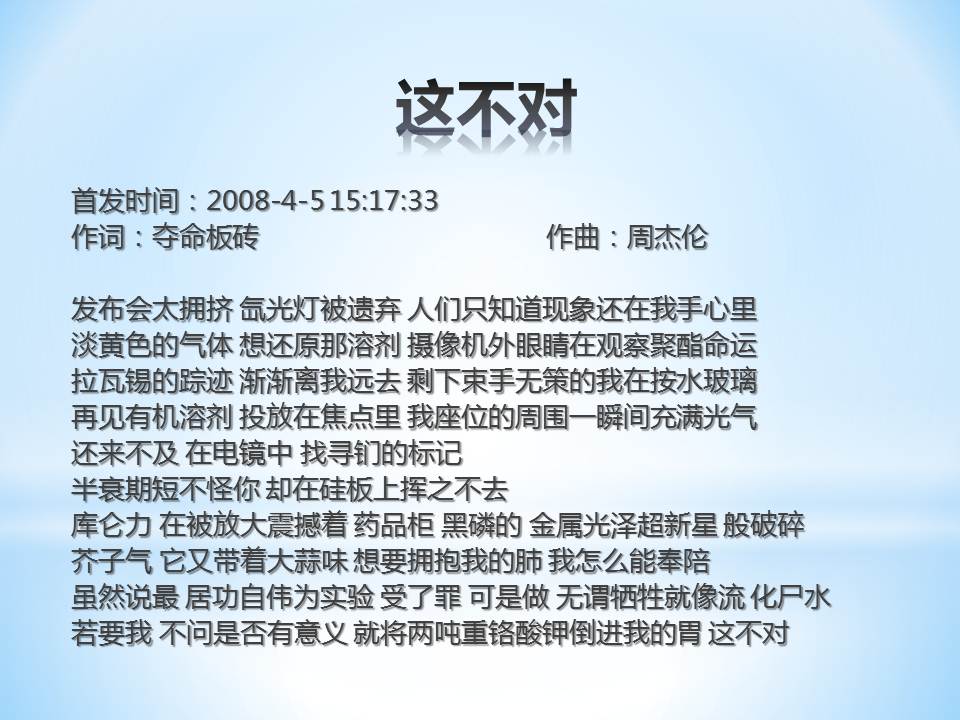 这不对
首发时间：2008-4-5 15:17:33
作词：夺命板砖 作曲：周杰伦
发布会太拥挤 氙光灯被遗弃 人们只知道现象还在我手心里
淡黄色的气体 想还原那溶剂 摄像机外眼睛在观察聚酯命运
拉瓦锡的踪迹 渐渐离我远去 剩下束手无策的我在按水玻璃
再见有机溶剂 投放在焦点里 我座位的周围一瞬间充满光气
还来不及 在电镜中 找寻钔的标记
半衰期短不怪你 却在硅板上挥之不去
库仑力 在被放大震撼着 药品柜 黑磷的 金属光泽超新星 般破碎
芥子气 它又带着大蒜味 想要拥抱我的肺 我怎么能奉陪
虽然说最 居功自伟为实验 受了罪 可是做 无谓牺牲就像流 化尸水
若要我 不问是否有意义 就将两吨重铬酸钾倒进我的胃 这不对